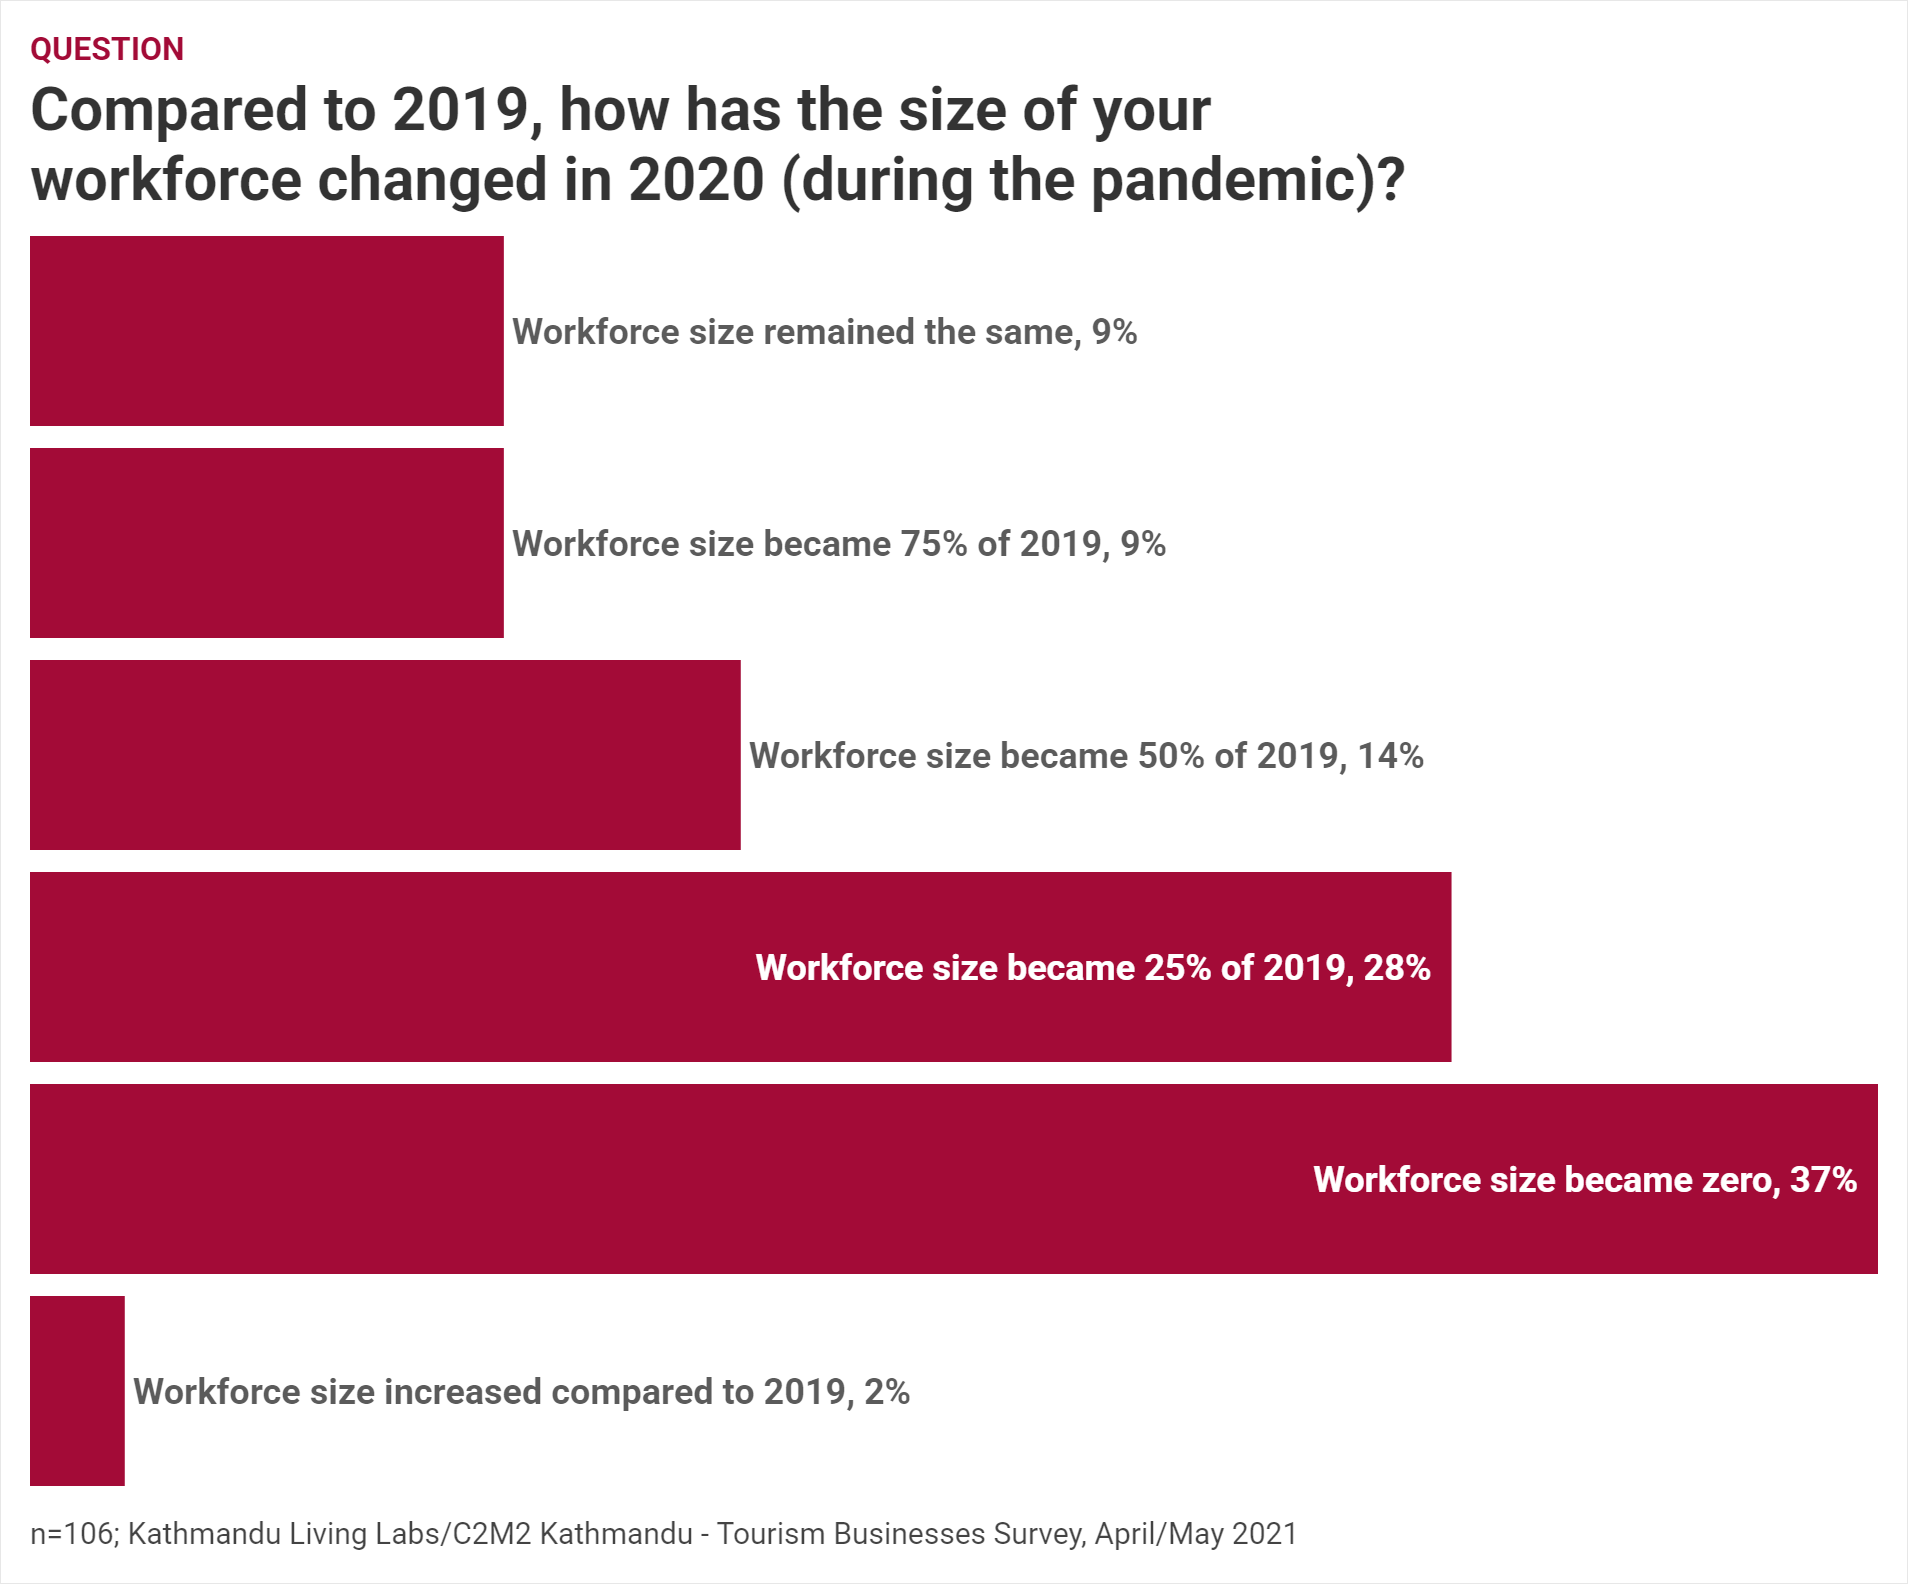 QUESTION
Compared to 2019, how has the size of your
workforce changed in 2020 (during the pandemic)?
Workforce size remained the same, 9%
Workforce size became 75% of 2019, 9%
Workforce size became 50% of 2019, 14%
Workforce size became 25% of 2019, 28%
Workforce size became zero, 37%
Workforce size increased compared to 2019, 2%
n=106; Kathmandu Living Labs/C2M2 Kathmandu - Tourism Businesses Survey, April/May 2021